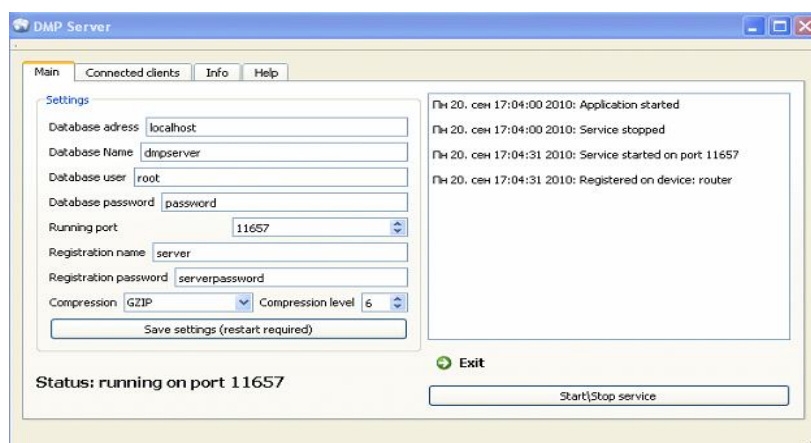 DMP Server
Main Connected clients Info Help
Settings
Database adress localhost
Database Name dmpserver
Database user root
Database password password
Running port 11657
Registration name server
Registration password serverpassword
Compression GZIP Compression level 6
Save settings (restart required)
Status: running on port 11657
Пн 20. сен 17:04:00 2010: Application started
Пн 20. сен 17:04:00 2010: Service stopped
Пн 20. сен 17:04:31 2010: Service started on port 11657
Пн 20. сен 17:04:31 2010: Registered on device: router
Exit
Start\Stop service